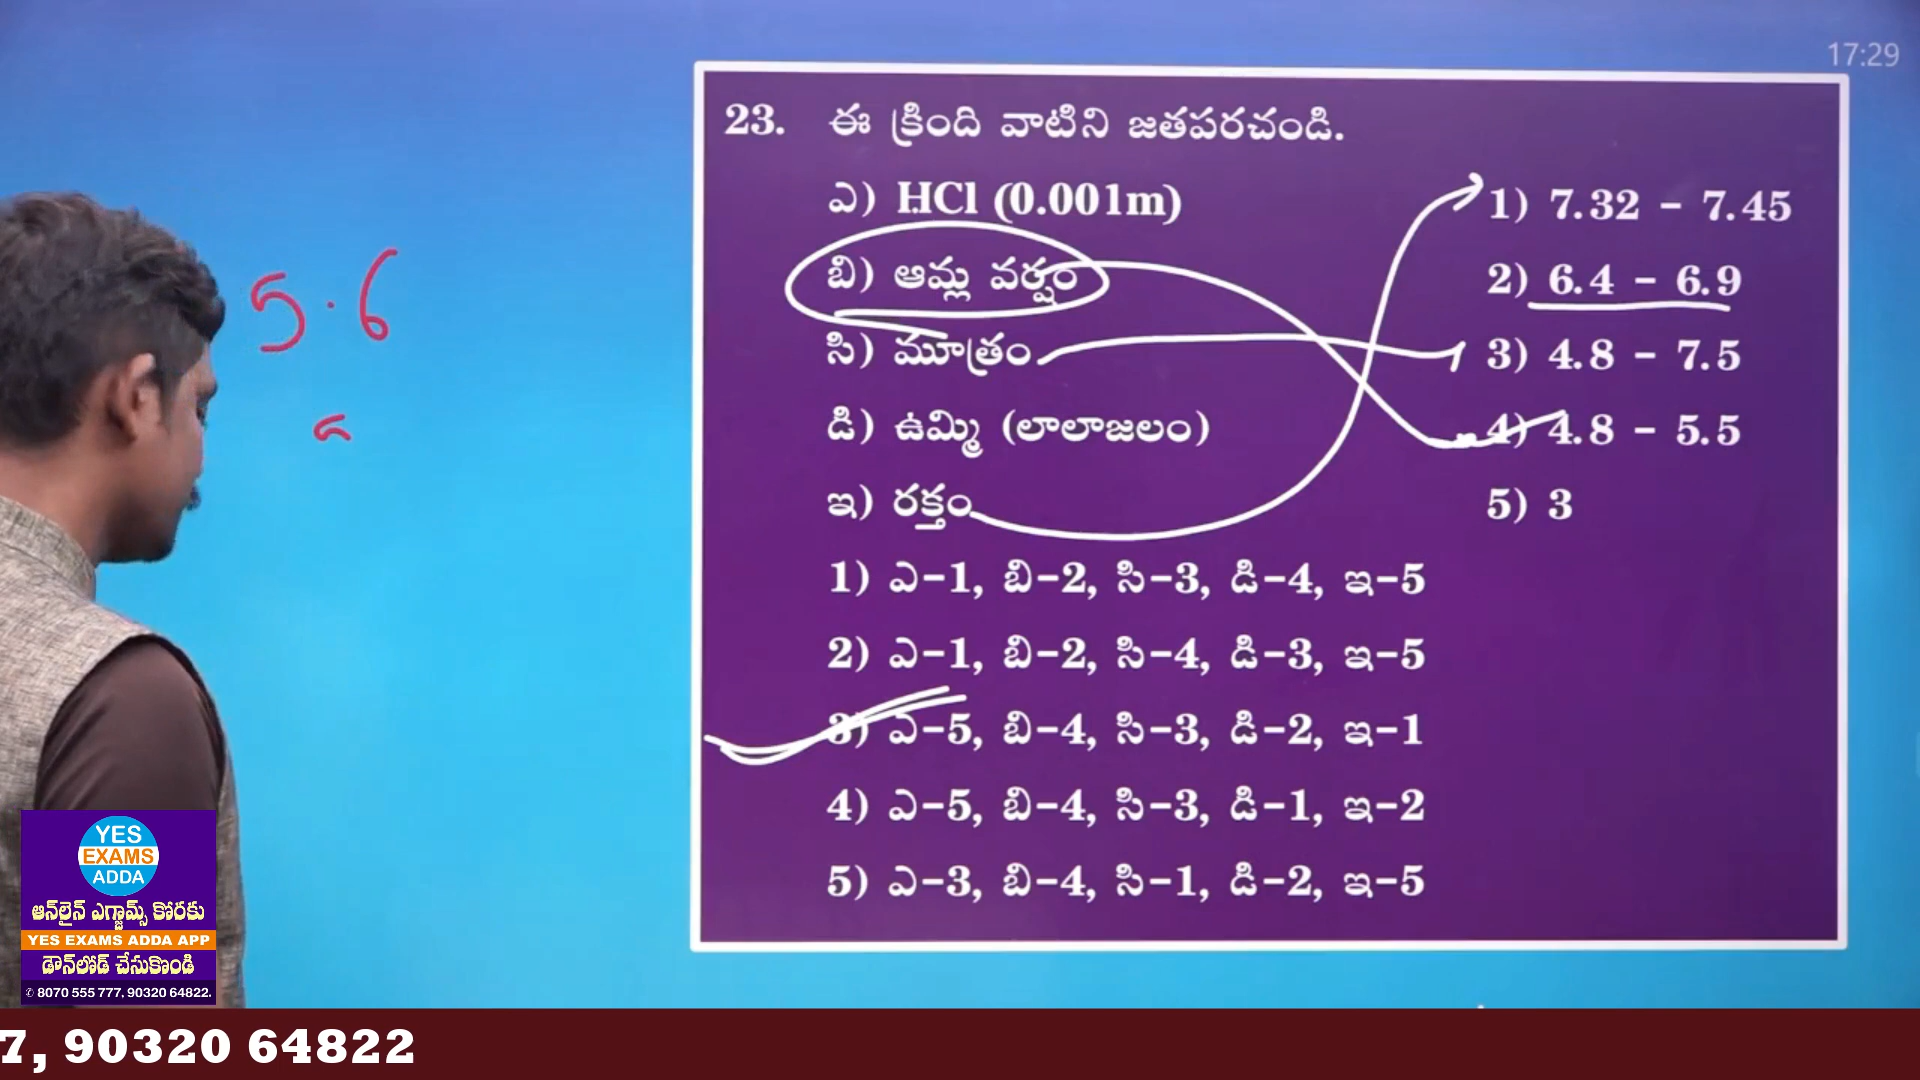 17:29
23. ఈ క్రింది వాటిని జతపరచండి.
ఎ) HCl (0.001m) 1) 7.32 - 7.45
బి) ఆమ్ల వర్షం 2) 6.4 - 6.9
సి) మూత్రం 3) 4.8 - 7.5
డి) ఉమ్మి (లాలాజలం) 4) 4.8 - 5.5
ఇ) రక్తం 5) 3
1) ఎ-1, బి-2, సి-3, డి-4, ఇ-5
2) ఎ-1, బి-2, సి-4, డి-3, ఇ-5
3) ఎ-5, బి-4, సి-3, డి-2, ఇ-1
4) ఎ-5, బి-4, సి-3, డి-1, ఇ-2
5) ఎ-3, బి-4, సి-1, డి-2, ఇ-5
5.6
YES
EXAMS
ADDA
ఆన్‌లైన్ ఎగ్జామ్స్ కోరకు
YES EXAMS ADDA APP
డౌన్‌లోడ్ చేసుకొండి
✆ 8070 555 777, 90320 64822.
7, 90320 64822